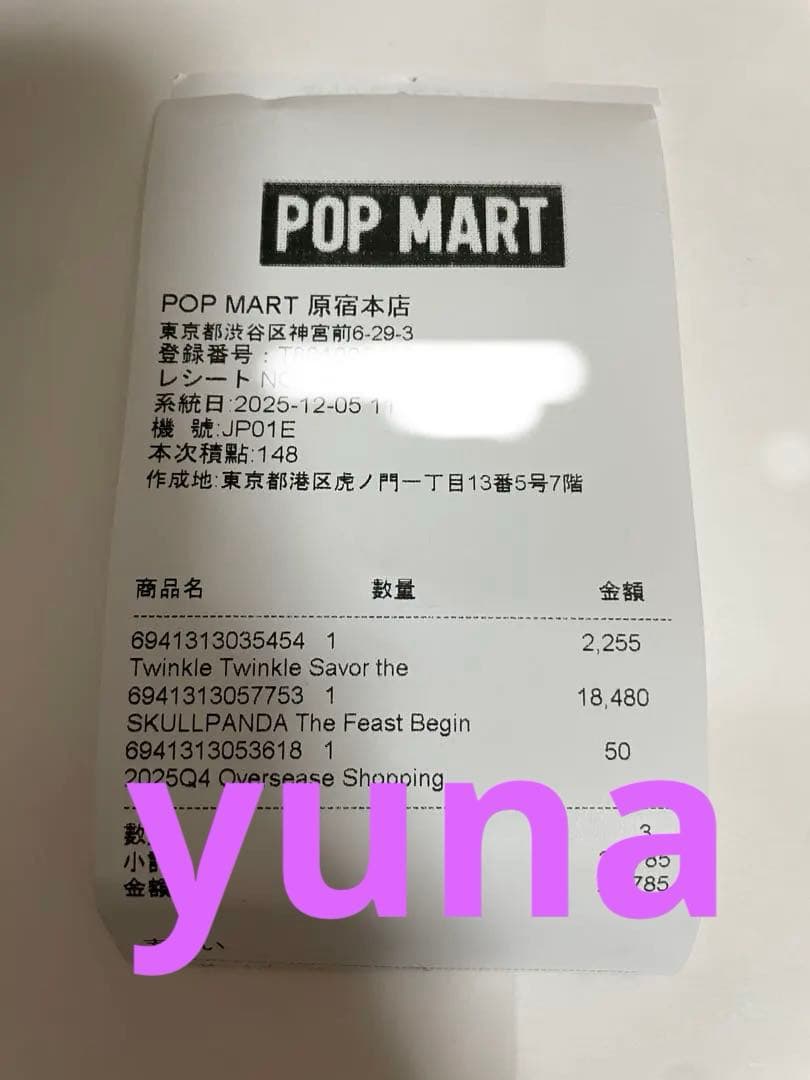 POP MART
POP MART 原宿本店
東京都渋谷区神宮前6-29-3
登録番号:
レシート
系統日:2025-12-05
機 號:JP01E
本次積點:148
作成地:東京都港区虎ノ門一丁目13番5号7階
商品名 數量 金額
6941313035454 1 2,255
Twinkle Twinkle Savor the
6941313057753 1 18,480
SKULLPANDA The Feast Begin
6941313053618 1 50
2025Q4 Oversease Shopping
yuna
3
小
金額